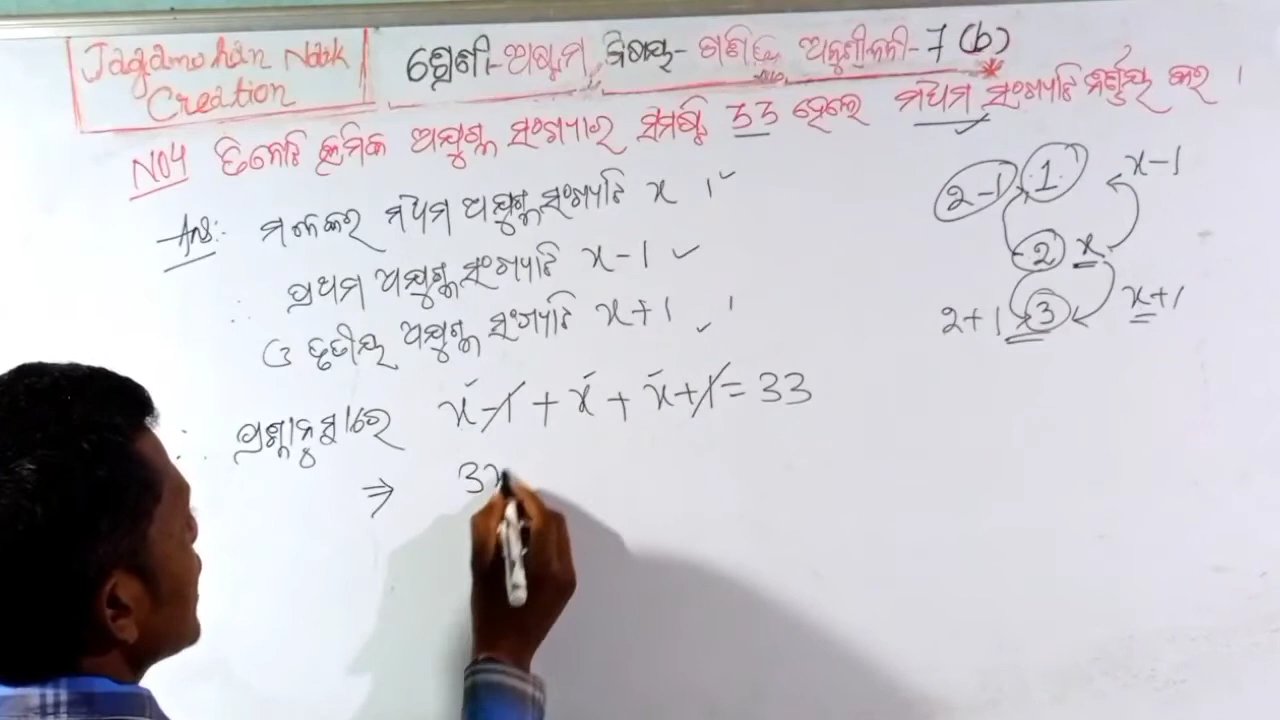 Jagamohan Naik
Creation
ଶ୍ରେଣୀ-ଅଷ୍ଟମ ବିଷୟ- ଗଣିତ ଅନୁଶୀଳନୀ-7(b)
N04 ତିନୋଟି କ୍ରମିକ ଅଯୁଗ୍ମ ସଂଖ୍ୟାର ସମଷ୍ଟି 33 ହେଲେ ମଧ୍ୟମ ସଂଖ୍ୟାଟି ନିର୍ଣ୍ଣୟ କର ।
Ans: ମନେକର ମଧ୍ୟମ ଅଯୁଗ୍ମ ସଂଖ୍ୟାଟି x ।
∴ ପ୍ରଥମ ଅଯୁଗ୍ମ ସଂଖ୍ୟାଟି x-1
ଓ ତୃତୀୟ ଅଯୁଗ୍ମ ସଂଖ୍ୟାଟି x+1 ।
∴ ପ୍ରଶ୍ନାନୁସାରେ x-1 + x + x+1 = 33
⇒ 3x
2-1 1 x-1
2 x
2+1 3 x+1